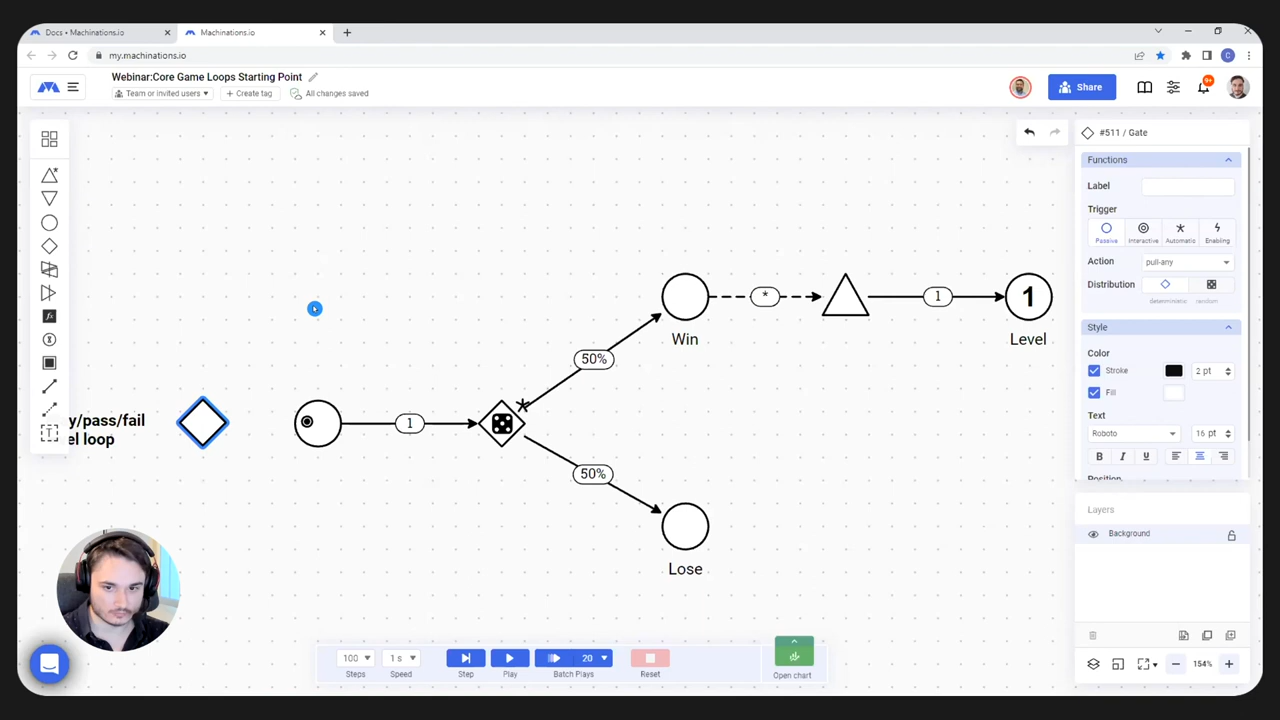 Docs • Machinations.io
Machinations.io
my.machinations.io
C
Webinar:Core Game Loops Starting Point
Team or invited users
+ Create tag
All changes saved
Share
9+
#511 / Gate
Functions
Label
Trigger
Passive
Interactive
Automatic
Enabling
Action
pull-any
Distribution
deterministic
random
Style
Color
Stroke
2 pt
Fill
Text
Roboto
16 pt
B I U
Position
Layers
Background
154%
y/pass/fail
el loop
1
50%
50%
Win
*
1
1
Level
Lose
100
1 s
20
Steps
Speed
Step
Play
Batch Plays
Reset
Open chart